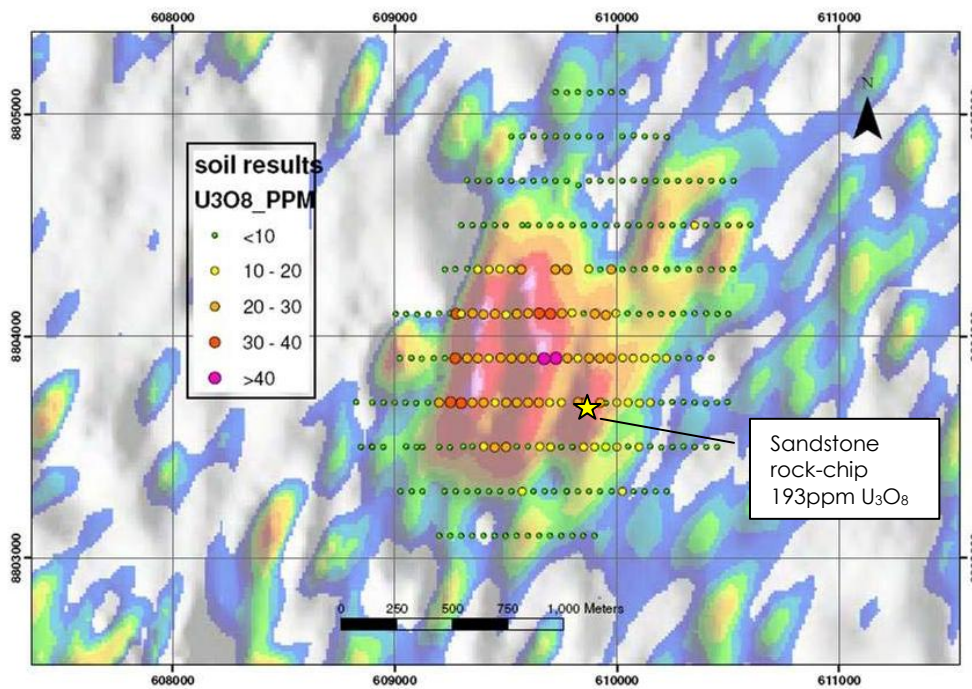 608000 609000 610000 611000
8805000
N
soil results
U3O8_PPM
<10
10 - 20
20 - 30
30 - 40
>40
8804000
Sandstone
rock-chip
193ppm U₃O₈
8803000
0 250 500 750 1,000 Meters
608000 609000 610000 611000